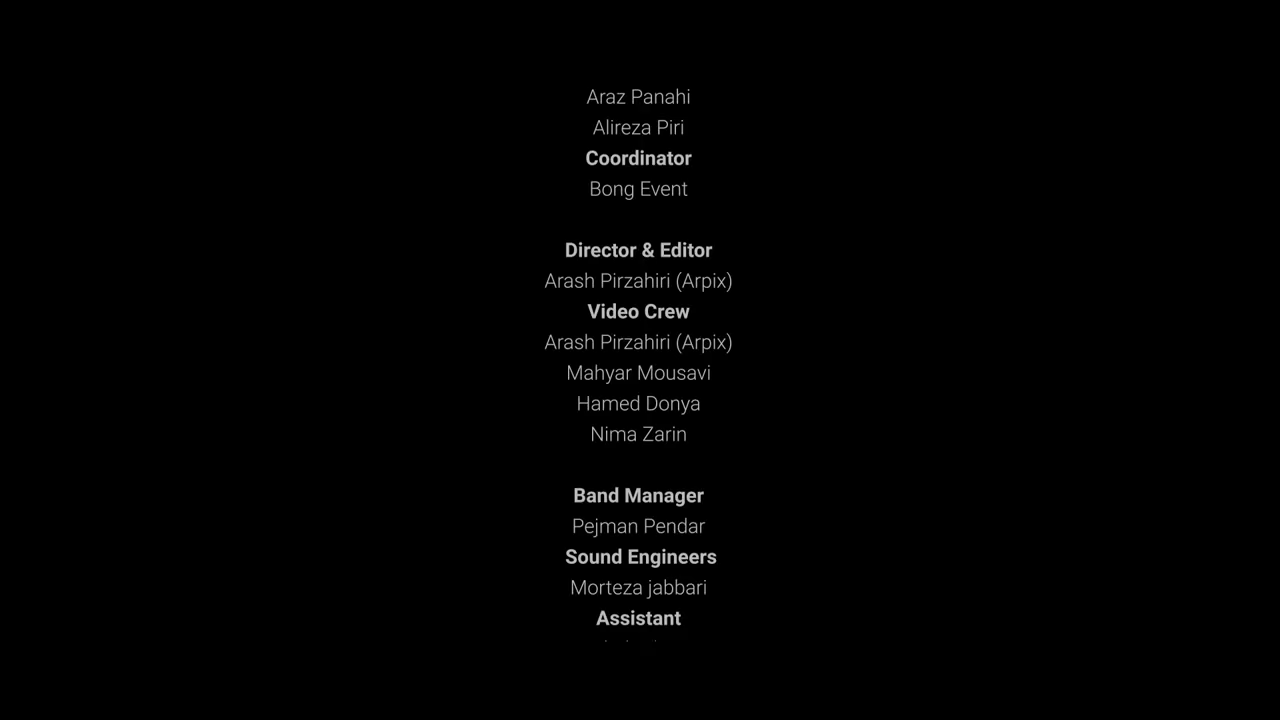 Araz Panahi
Alireza Piri
Coordinator
Bong Event
Director & Editor
Arash Pirzahiri (Arpix)
Video Crew
Arash Pirzahiri (Arpix)
Mahyar Mousavi
Hamed Donya
Nima Zarin
Band Manager
Pejman Pendar
Sound Engineers
Morteza jabbari
Assistant